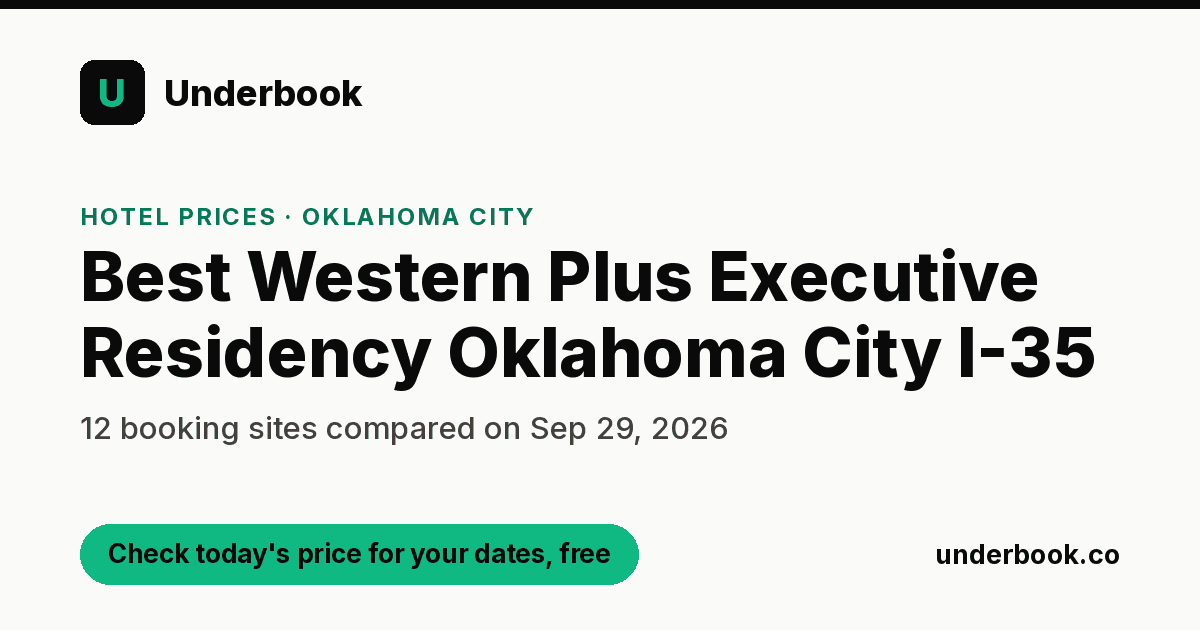 U Underbook
HOTEL PRICES · OKLAHOMA CITY
Best Western Plus Executive
Residency Oklahoma City I-35
12 booking sites compared on Sep 29, 2026
Check today's price for your dates, free
underbook.co